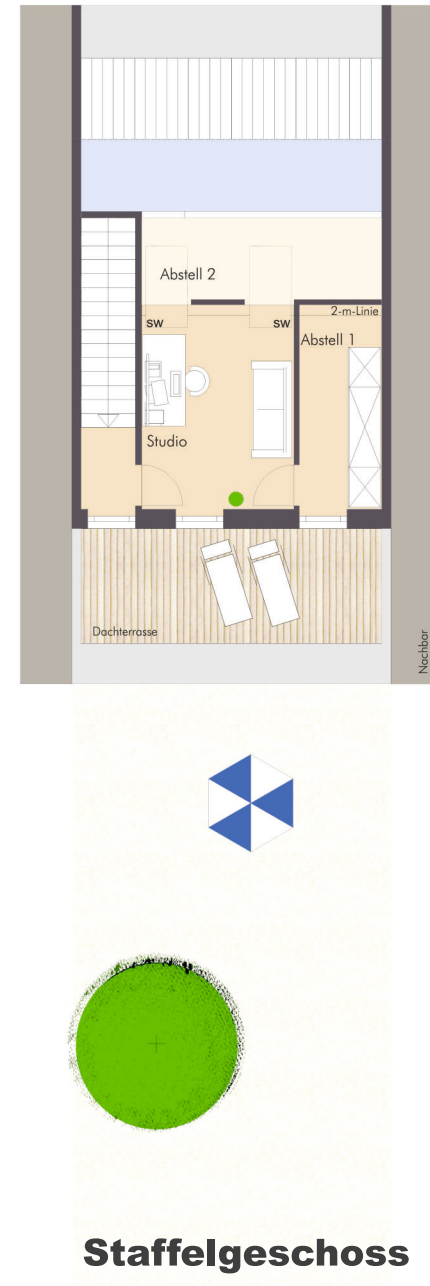 Abstell 2
2-m-Linie
SW
SW
Abstell 1
Studio
Dachterrasse
Nachbar
Staffelgeschoss